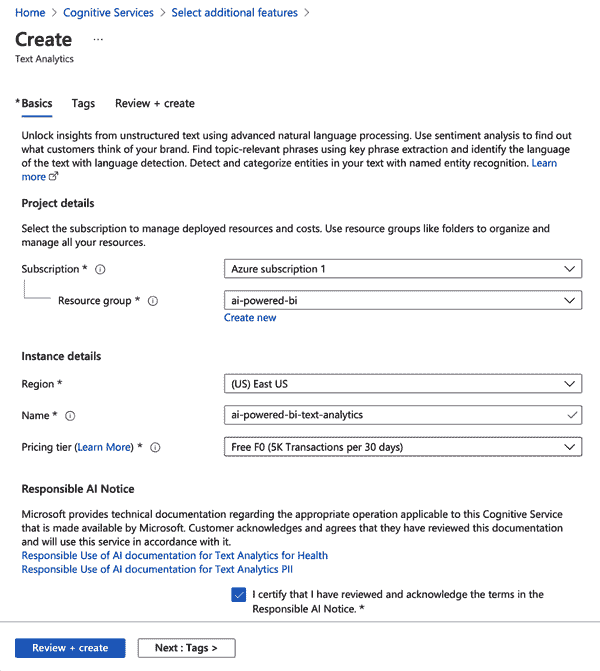 Home > Cognitive Services > Select additional features >
Create ...
Text Analytics
* Basics Tags Review + create
Unlock insights from unstructured text using advanced natural language processing. Use sentiment analysis to find out
what customers think of your brand. Find topic-relevant phrases using key phrase extraction and identify the language
of the text with language detection. Detect and categorize entities in your text with named entity recognition. Learn
more
Project details
Select the subscription to manage deployed resources and costs. Use resource groups like folders to organize and
manage all your resources.
Subscription * Azure subscription 1
Resource group * ai-powered-bi
Create new
Instance details
Region * (US) East US
Name * ai-powered-bi-text-analytics
Pricing tier (Learn More) * Free F0 (5K Transactions per 30 days)
Responsible AI Notice
Microsoft provides technical documentation regarding the appropriate operation applicable to this Cognitive Service
that is made available by Microsoft. Customer acknowledges and agrees that they have reviewed this documentation
and will use this service in accordance with it.
Responsible Use of AI documentation for Text Analytics for Health
Responsible Use of AI documentation for Text Analytics PII
I certify that I have reviewed and acknowledge the terms in the
Responsible AI Notice. *
Review + create Next : Tags >